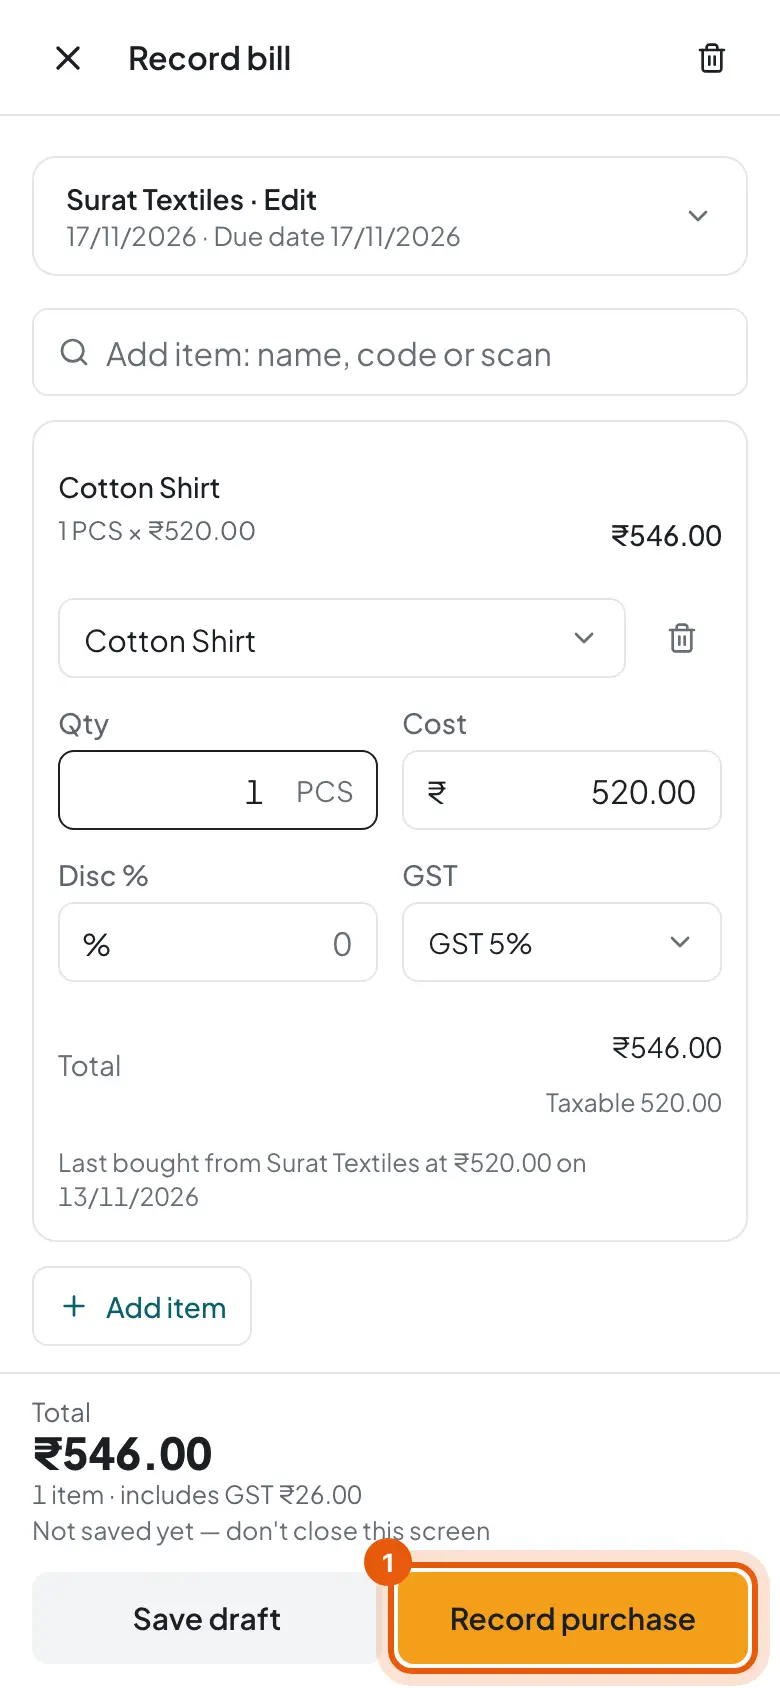 Record bill
Surat Textiles · Edit
17/11/2026 · Due date 17/11/2026
Add item: name, code or scan
Cotton Shirt
1 PCS × ₹520.00
₹546.00
Cotton Shirt
Qty
Cost
1 PCS
₹ 520.00
Disc %
GST
% 0
GST 5%
₹546.00
Total
Taxable 520.00
Last bought from Surat Textiles at ₹520.00 on
13/11/2026
+ Add item
Total
₹546.00
1 item · includes GST ₹26.00
Not saved yet — don't close this screen
1
Save draft
Record purchase